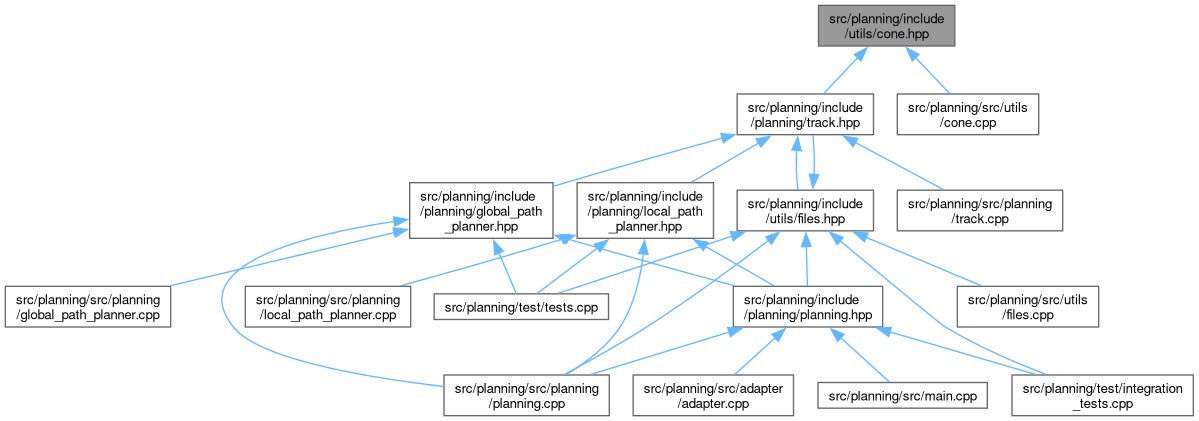 src/planning/include
/utils/cone.hpp
src/planning/include
/planning/track.hpp
src/planning/src/utils
/cone.cpp
src/planning/include
/planning/global_path
_planner.hpp
src/planning/include
/planning/local_path
_planner.hpp
src/planning/include
/utils/files.hpp
src/planning/src/planning
/track.cpp
src/planning/src/planning
/global_path_planner.cpp
src/planning/src/planning
/local_path_planner.cpp
src/planning/test/tests.cpp
src/planning/include
/planning/planning.hpp
src/planning/src/utils
/files.cpp
src/planning/src/planning
/planning.cpp
src/planning/src/adapter
/adapter.cpp
src/planning/src/main.cpp
src/planning/test/integration
_tests.cpp